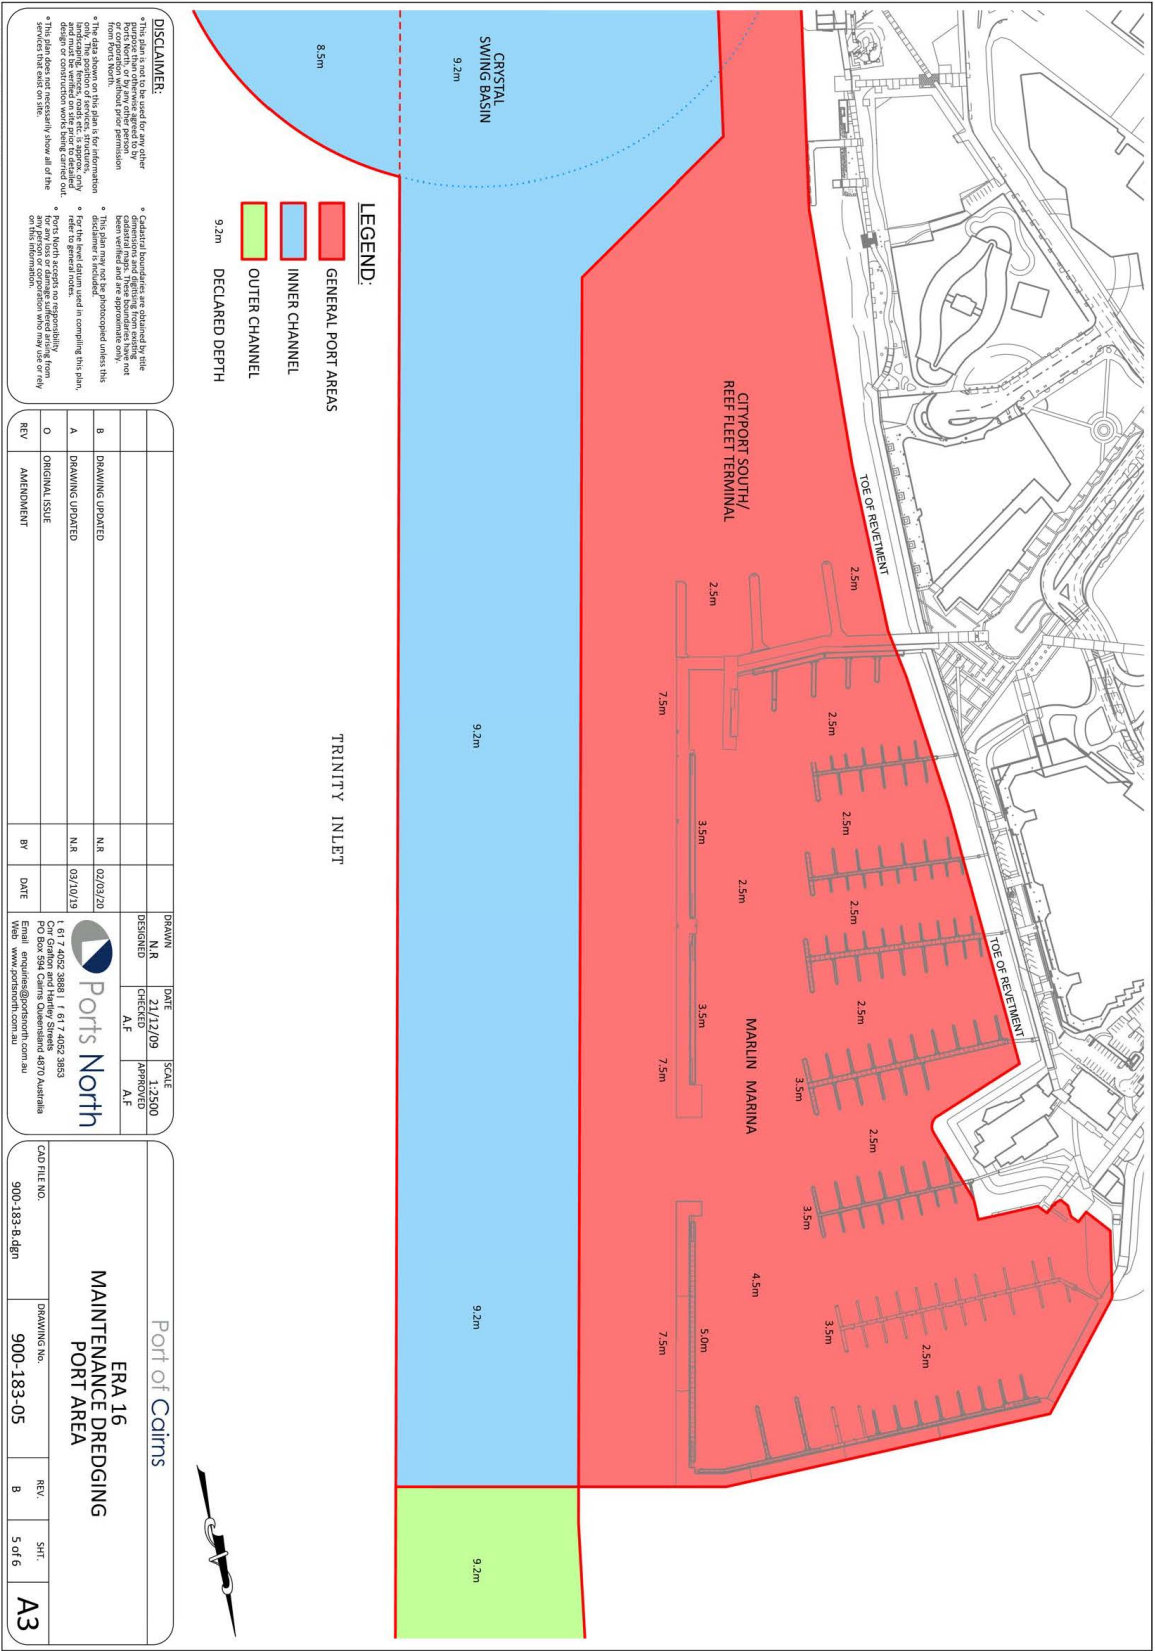 CRYSTAL
SWING BASIN
9.2m
8.5m
CITYPORT SOUTH/
REEF FLEET TERMINAL
TOE OF REVETMENT
2.5m
2.5m
7.5m
2.5m
3.5m
2.5m
2.5m
2.5m
3.5m
2.5m
7.5m
MARLIN MARINA
TOE OF REVETMENT
3.5m
2.5m
3.5m
4.5m
5.0m
7.5m
3.5m
2.5m
9.2m
9.2m
9.2m
TRINITY INLET
LEGEND:
GENERAL PORT AREAS
INNER CHANNEL
OUTER CHANNEL
9.2m DECLARED DEPTH
DISCLAIMER:
° This plan is not to be used for any other
purpose than otherwise agreed to by
Ports North, or by any other person
or corporation without prior permission
from Ports North.
° The data shown on this plan is for information
only. The position of services, structures,
landscaping, fences, roads etc. is approx. only
and must be verified on site prior to detailed
design or construction works being carried out.
° This plan does not necessarily show all of the
services that exist on site.
° Cadastral boundaries are obtained by title
dimensions and digitising from existing
cadastral maps. These boundaries have not
been verified and are approximate only.
° This plan may not be photocopied unless this
disclaimer is included.
° For the level datum used in compiling this plan,
refer to general notes.
° Ports North accepts no responsibility
for any loss or damage suffered arising from
any person or corporation who may use or rely
on this information.
B DRAWING UPDATED N.R 02/03/20
A DRAWING UPDATED N.R 03/10/19
O ORIGINAL ISSUE
REV AMENDMENT BY DATE
DRAWN DATE SCALE
N.R 21/12/09 1:2500
DESIGNED CHECKED APPROVED
A.F A.F
Ports North
t 61 7 4052 3888 | f 61 7 4052 3853
Cnr Grafton and Hartley Streets
PO Box 594 Cairns Queensland 4870 Australia
Email enquiries@portsnorth.com.au
Web www.portsnorth.com.au
Port of Cairns
ERA 16
MAINTENANCE DREDGING
PORT AREA
CAD FILE NO. DRAWING No. REV. SHT.
900-183-B.dgn 900-183-05 B 5 of 6 A3